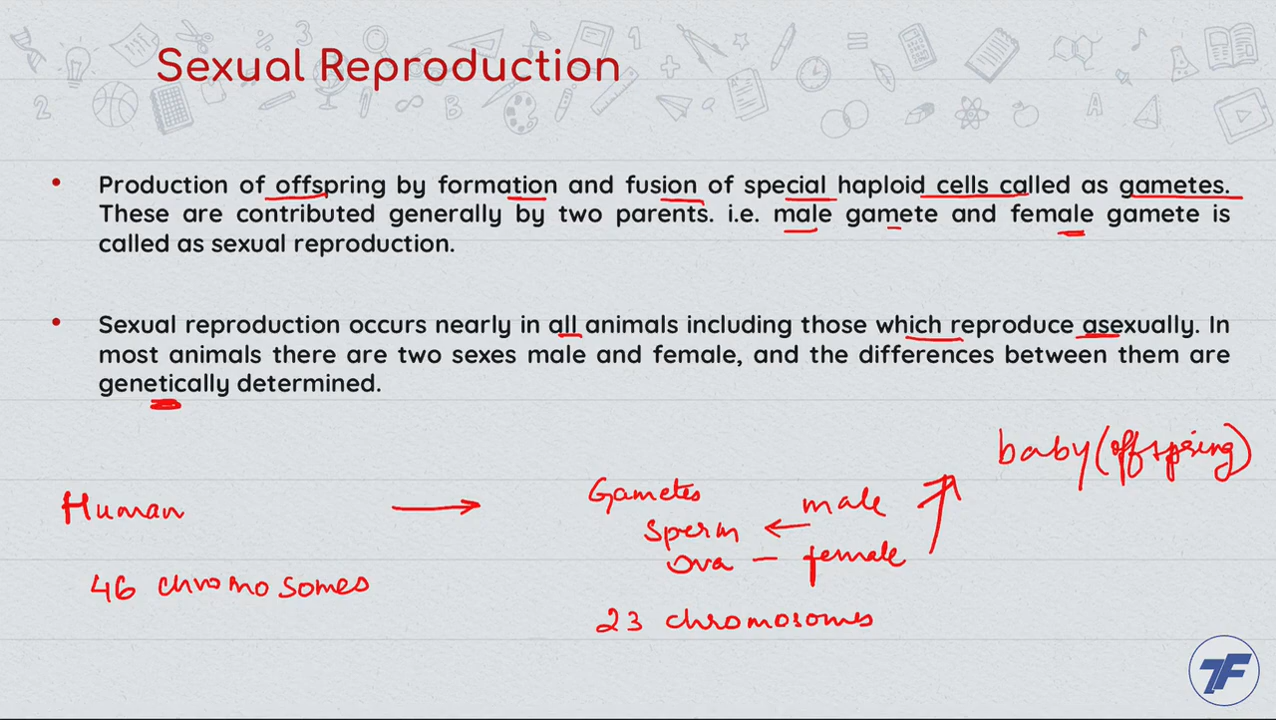 Sexual Reproduction
• Production of offspring by formation and fusion of special haploid cells called as gametes.
These are contributed generally by two parents. i.e. male gamete and female gamete is
called as sexual reproduction.
• Sexual reproduction occurs nearly in all animals including those which reproduce asexually. In
most animals there are two sexes male and female, and the differences between them are
genetically determined.
baby (offspring)
Human → Gametes male
Sperm ←
Ova — female
46 chromosomes
23 chromosomes
TF